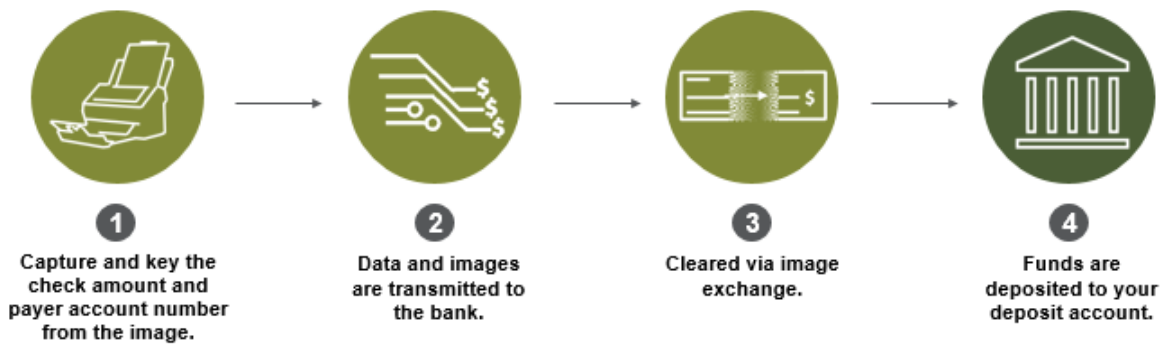 1
Capture and key the
check amount and
payer account number
from the image.
2
Data and images
are transmitted to
the bank.
$
$
$
3
Cleared via image
exchange.
$
4
Funds are
deposited to your
deposit account.